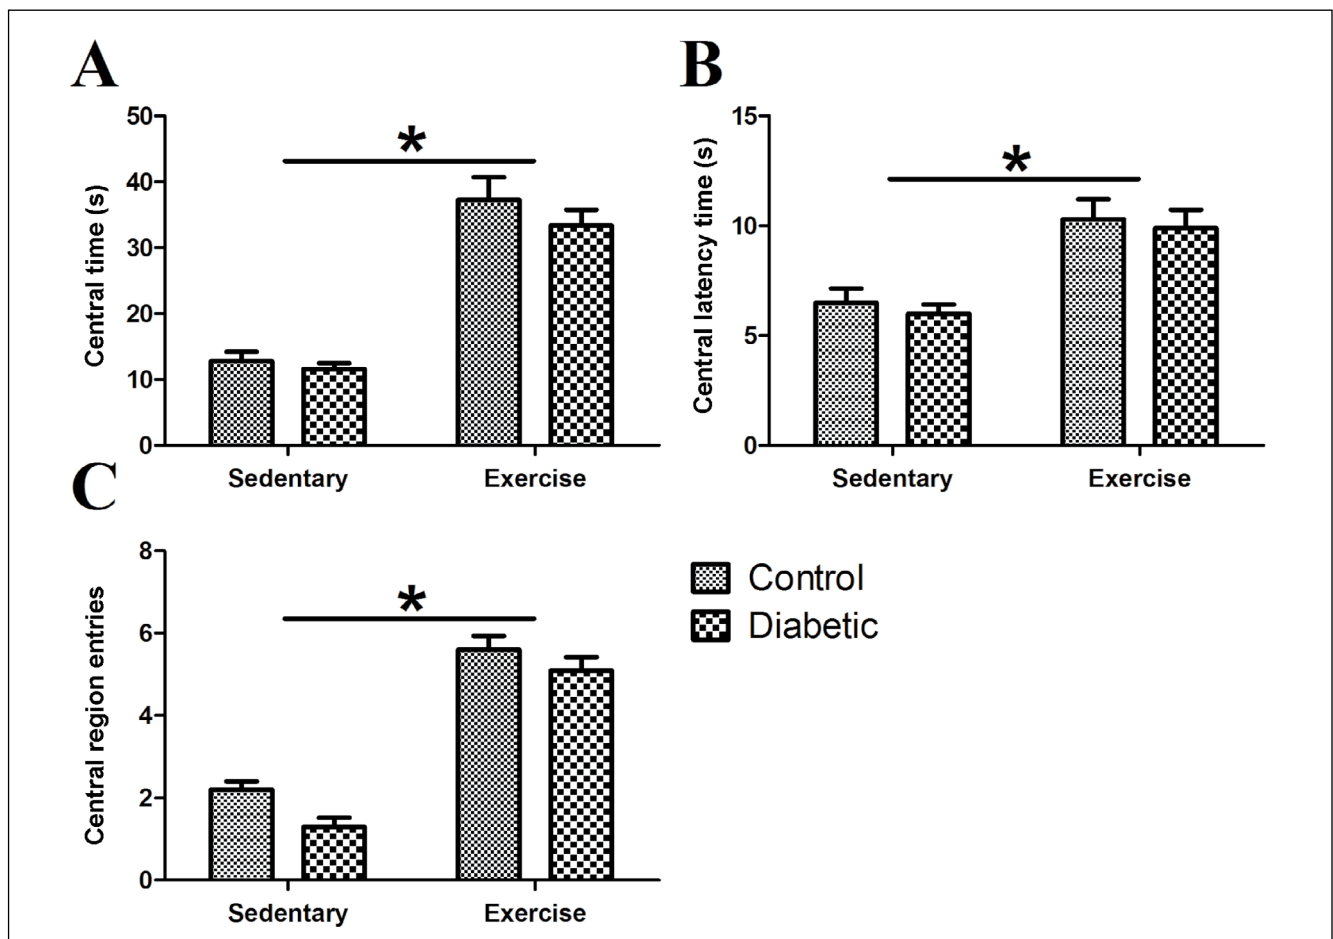 A
50
40
30
20
10
0
Central time (s)
*
Sedentary Exercise
B
15
10
5
0
Central latency time (s)
*
Sedentary Exercise
C
8
6
4
2
0
Central region entries
*
Sedentary Exercise
Control
Diabetic